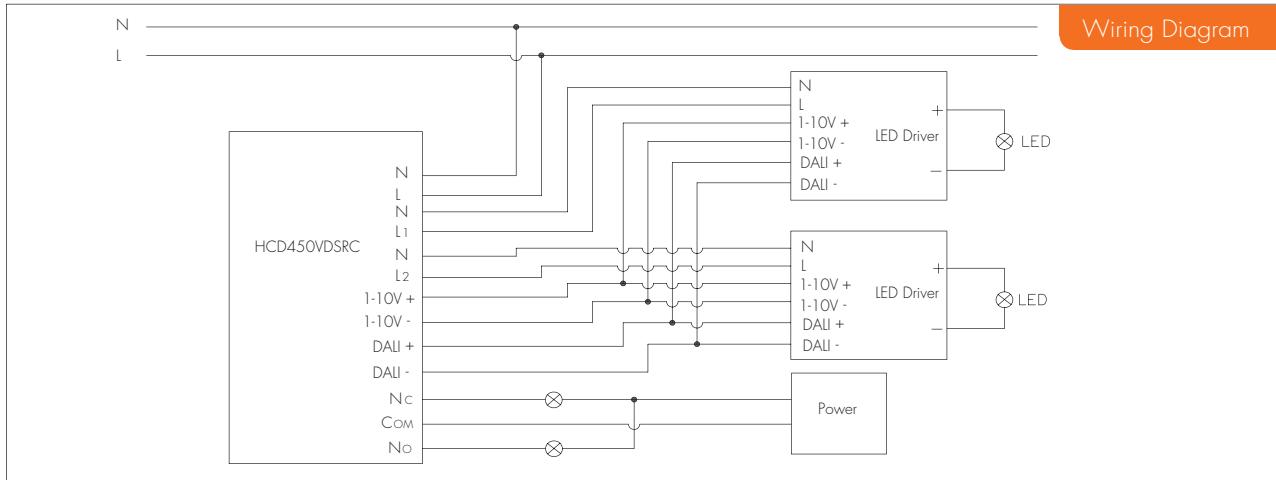 Wiring Diagram
N
L
HCD450VDSRC
N
L
N
L1
N
L2
1-10V +
1-10V -
DALI +
DALI -
NC
COM
NO
N
L
1-10V +
1-10V -
DALI +
DALI -
LED Driver
+
−
LED
N
L
1-10V +
1-10V -
DALI +
DALI -
LED Driver
+
−
LED
Power